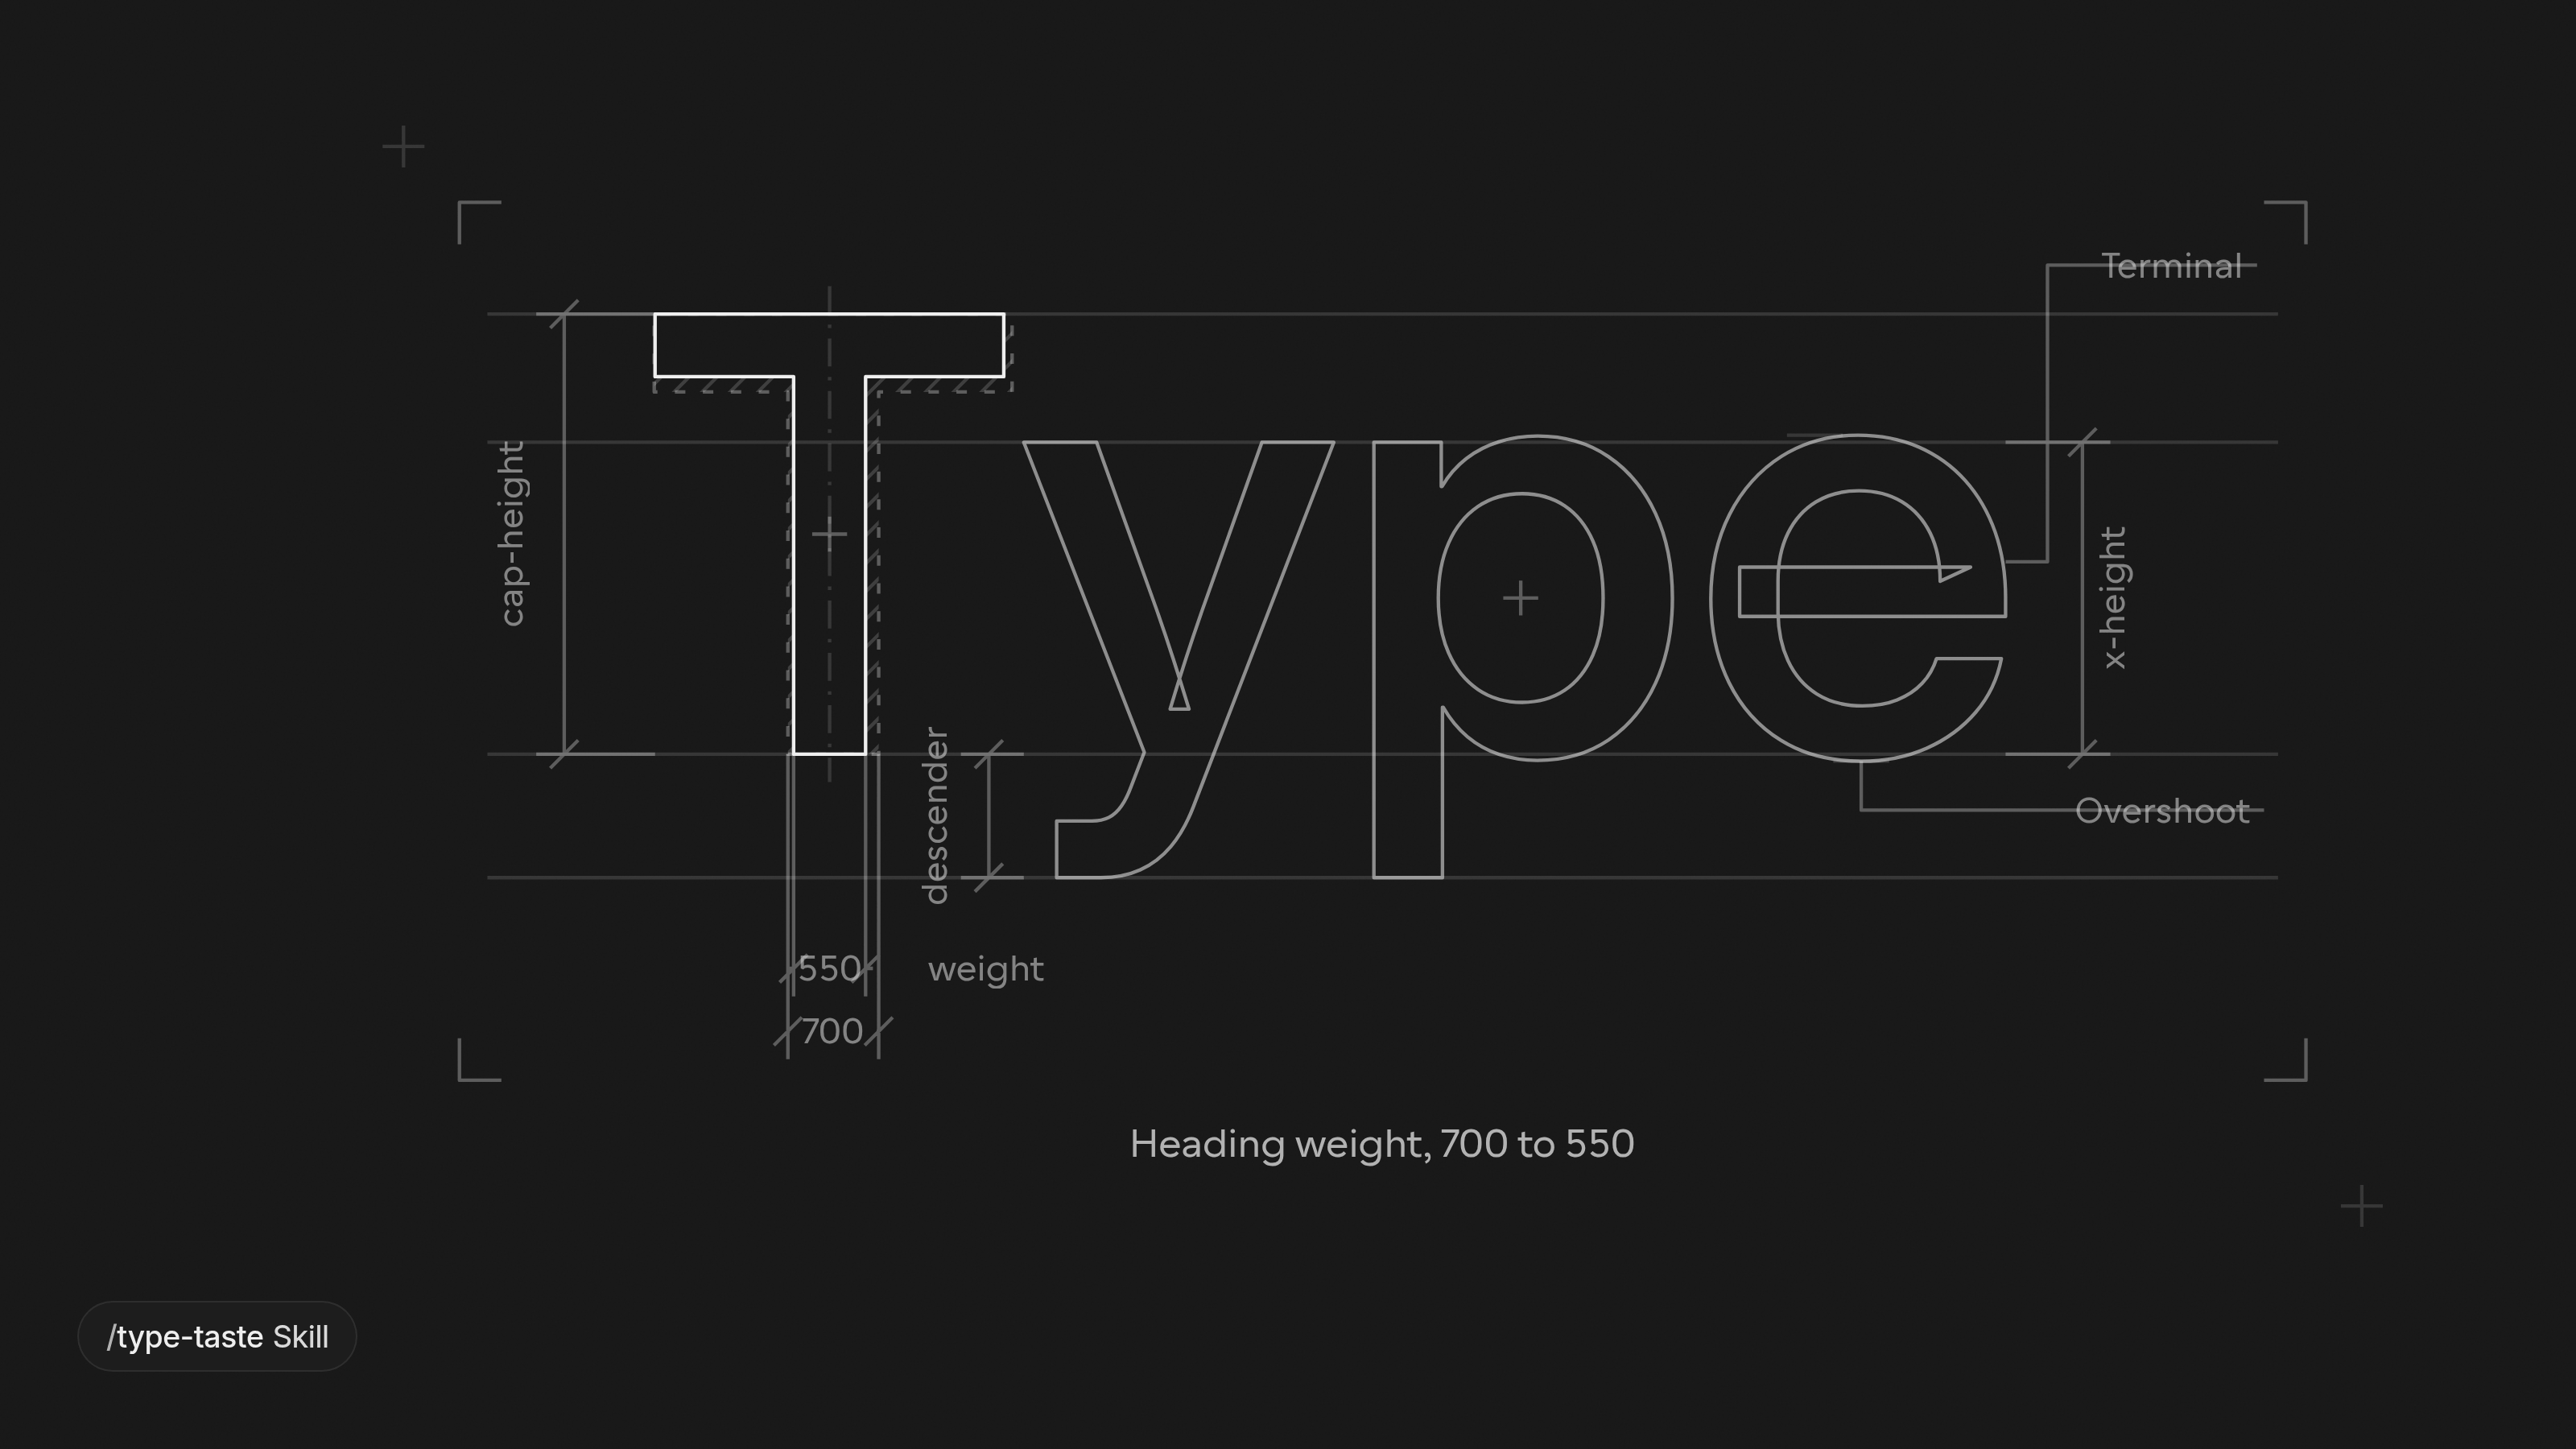 Terminal
cap-height
Type
x-height
descender
Overshoot
550
weight
700
Heading weight, 700 to 550
/type-taste Skill